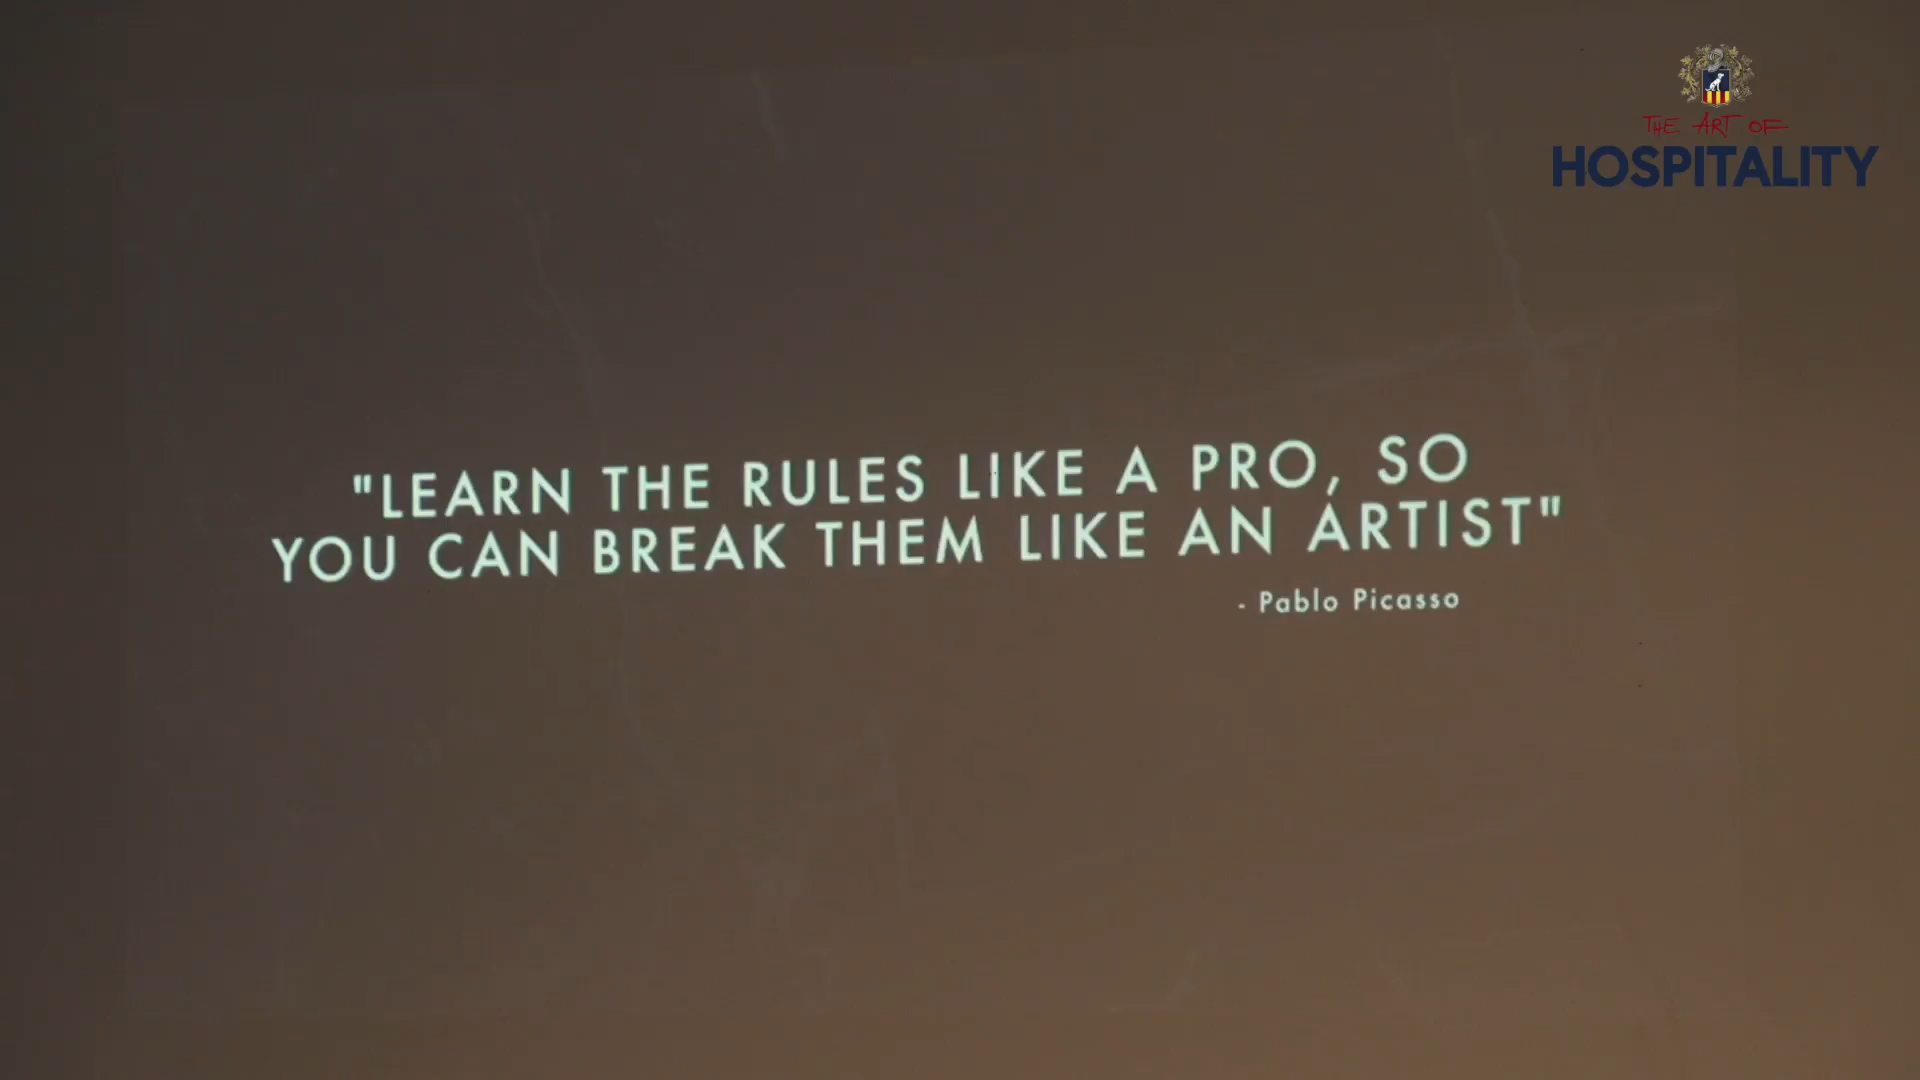 THE ART OF
HOSPITALITY
"LEARN THE RULES LIKE A PRO, SO
YOU CAN BREAK THEM LIKE AN ARTIST"
- Pablo Picasso